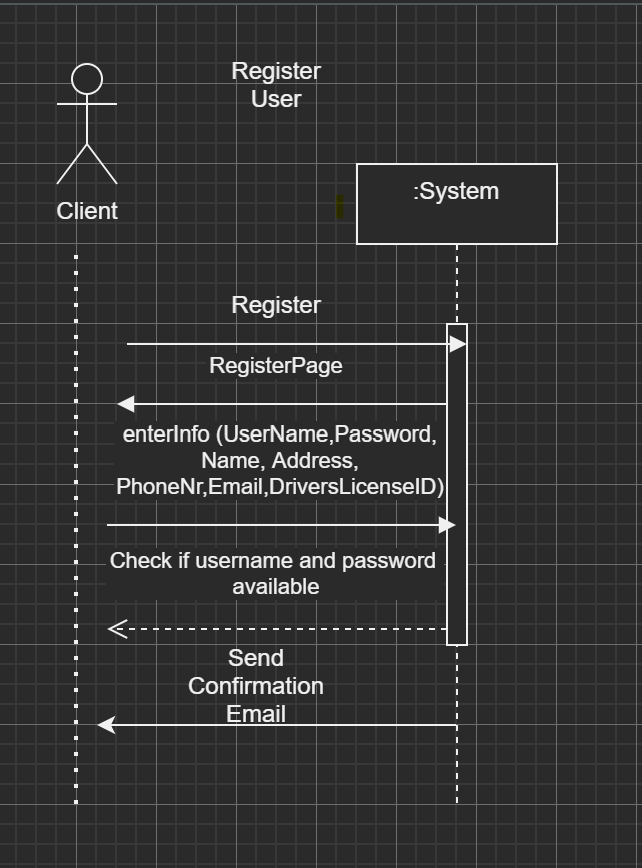 Register
User
:System
Client
Register
RegisterPage
enterInfo (UserName,Password,
Name, Address,
PhoneNr,Email,DriversLicenseID)
Check if username and password
available
Send
Confirmation
Email